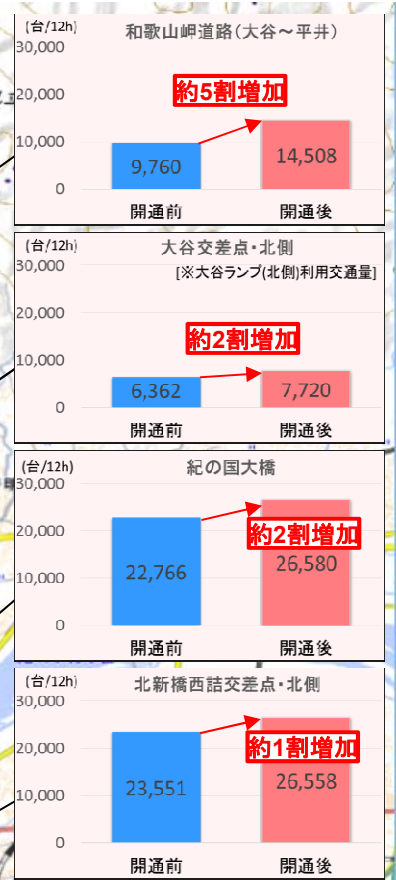 (台/12h) 和歌山岬道路(大谷～平井)
30,000
約5割増加
20,000
10,000
14,508
9,760
0
開通前 開通後
(台/12h) 大谷交差点・北側
30,000 [※大谷ランプ(北側)利用交通量]
20,000
約2割増加
10,000
6,362 7,720
0
開通前 開通後
(台/12h) 紀の国大橋
30,000
20,000 約2割増加
22,766 26,580
10,000
0
開通前 開通後
(台/12h) 北新橋西詰交差点・北側
30,000
20,000 約1割増加
23,551 26,558
10,000
0
開通前 開通後